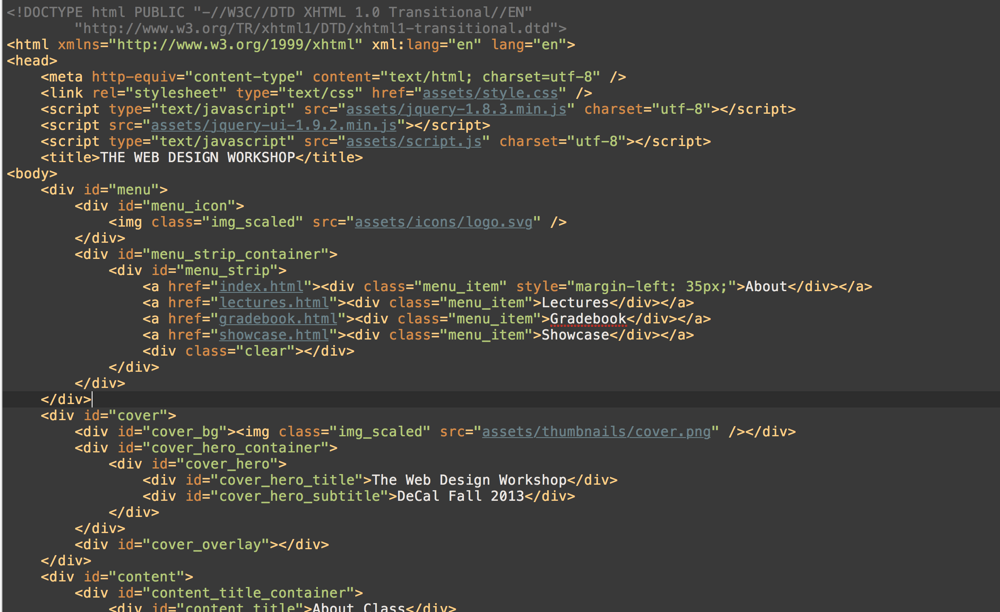 <!DOCTYPE html PUBLIC "-//W3C//DTD XHTML 1.0 Transitional//EN"
        "http://www.w3.org/TR/xhtml1/DTD/xhtml1-transitional.dtd">
<html xmlns="http://www.w3.org/1999/xhtml" xml:lang="en" lang="en">
<head>
    <meta http-equiv="content-type" content="text/html; charset=utf-8" />
    <link rel="stylesheet" type="text/css" href="assets/style.css" />
    <script type="text/javascript" src="assets/jquery-1.8.3.min.js" charset="utf-8"></script>
    <script src="assets/jquery-ui-1.9.2.min.js"></script>
    <script type="text/javascript" src="assets/script.js" charset="utf-8"></script>
    <title>THE WEB DESIGN WORKSHOP</title>
<body>
    <div id="menu">
        <div id="menu_icon">
            <img class="img_scaled" src="assets/icons/logo.svg" />
        </div>
        <div id="menu_strip_container">
            <div id="menu_strip">
                <a href="index.html"><div class="menu_item" style="margin-left: 35px;">About</div></a>
                <a href="lectures.html"><div class="menu_item">Lectures</div></a>
                <a href="gradebook.html"><div class="menu_item">Gradebook</div></a>
                <a href="showcase.html"><div class="menu_item">Showcase</div></a>
                <div class="clear"></div>
            </div>
        </div>
    </div>
    <div id="cover">
        <div id="cover_bg"><img class="img_scaled" src="assets/thumbnails/cover.png" /></div>
        <div id="cover_hero_container">
            <div id="cover_hero">
                <div id="cover_hero_title">The Web Design Workshop</div>
                <div id="cover_hero_subtitle">DeCal Fall 2013</div>
            </div>
        </div>
        <div id="cover_overlay"></div>
    </div>
    <div id="content">
        <div id="content_title_container">
            <div id="content_title">About Class</div>